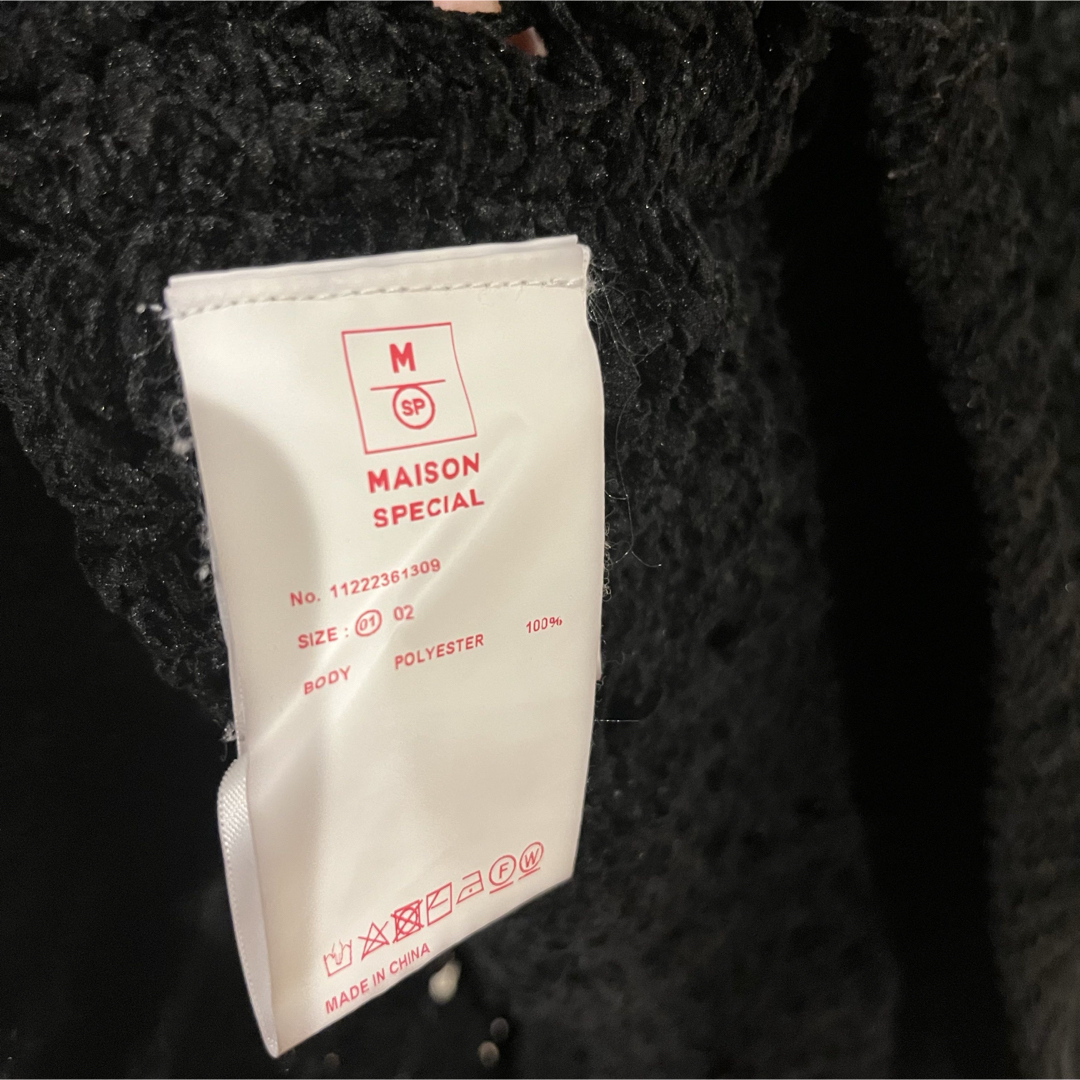 M
SP
MAISON
SPECIAL
No. 11222361309
SIZE : 01 02
BODY POLYESTER 100%
F W
MADE IN CHINA